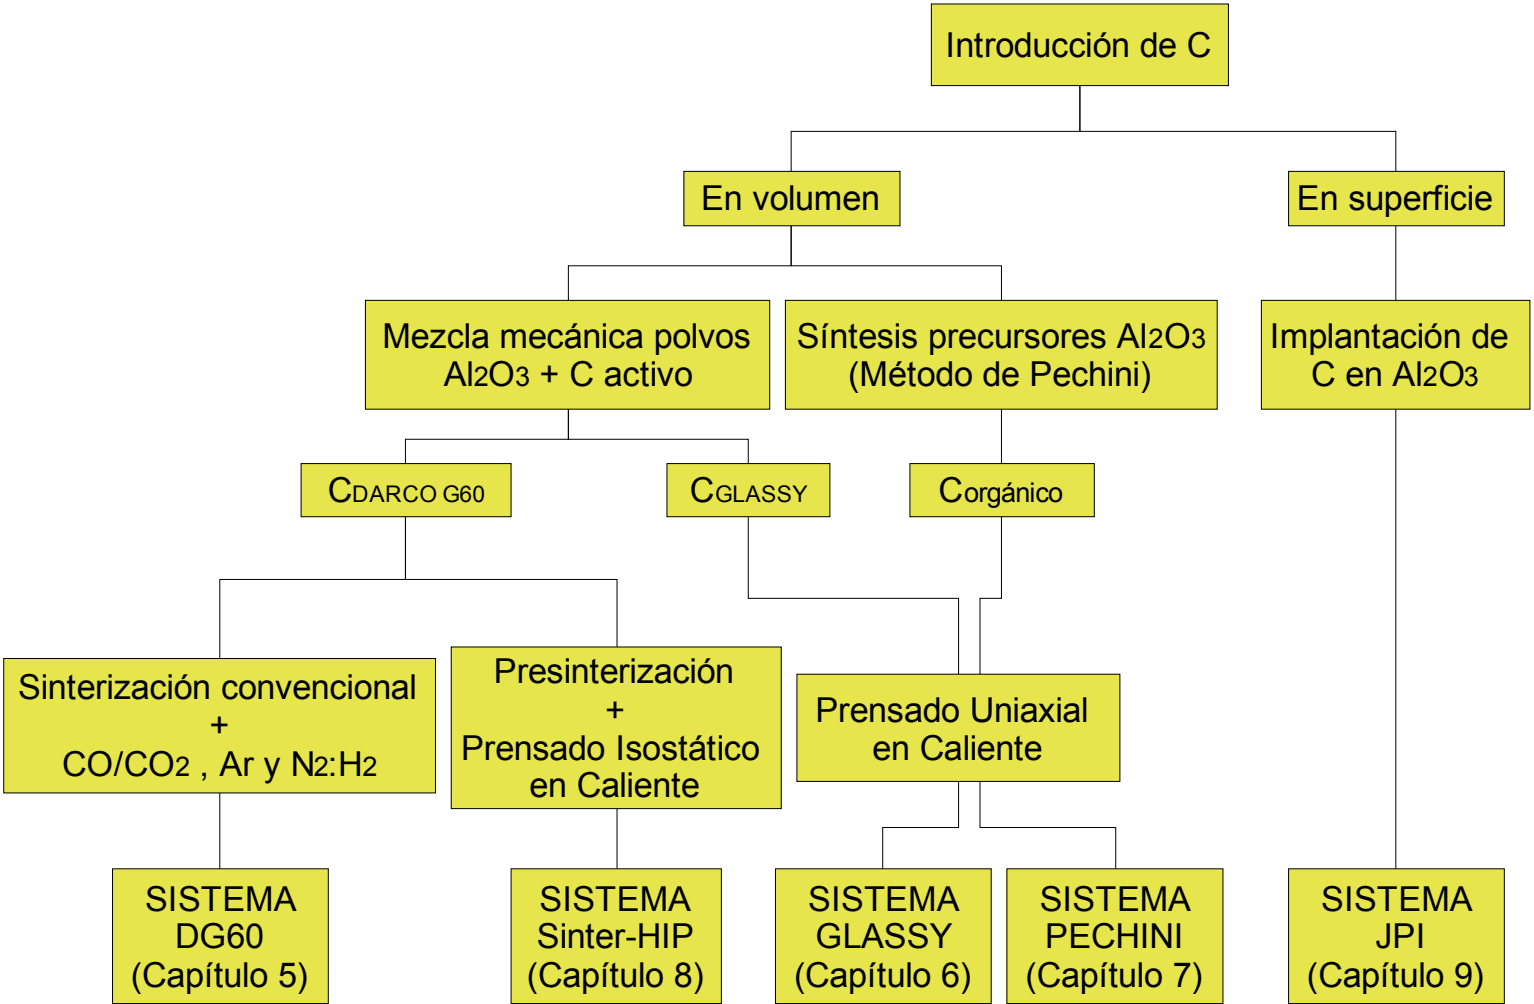 Introducción de C
En volumen
En superficie
Mezcla mecánica polvos
Al2O3 + C activo
Síntesis precursores Al2O3
(Método de Pechini)
Implantación de
C en Al2O3
CDARCO G60
CGLASSY
Corgánico
Sinterización convencional
+
CO/CO2 , Ar y N2:H2
Presinterización
+
Prensado Isostático
en Caliente
Prensado Uniaxial
en Caliente
SISTEMA
DG60
(Capítulo 5)
SISTEMA
Sinter-HIP
(Capítulo 8)
SISTEMA
GLASSY
(Capítulo 6)
SISTEMA
PECHINI
(Capítulo 7)
SISTEMA
JPI
(Capítulo 9)